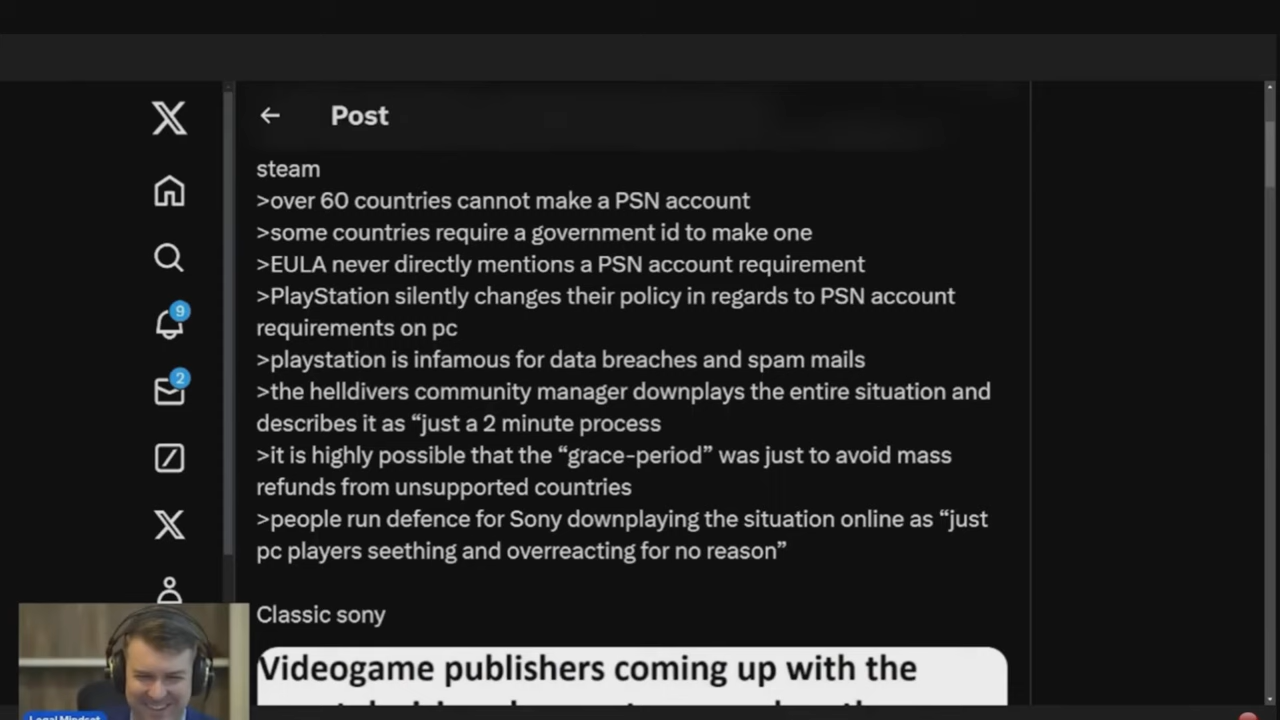 Post
steam
>over 60 countries cannot make a PSN account
>some countries require a government id to make one
>EULA never directly mentions a PSN account requirement
>PlayStation silently changes their policy in regards to PSN account
requirements on pc
>playstation is infamous for data breaches and spam mails
>the helldivers community manager downplays the entire situation and
describes it as “just a 2 minute process
>it is highly possible that the “grace-period” was just to avoid mass
refunds from unsupported countries
>people run defence for Sony downplaying the situation online as “just
pc players seething and overreacting for no reason”
Classic sony
Videogame publishers coming up with the
9
2
Legal Mindset